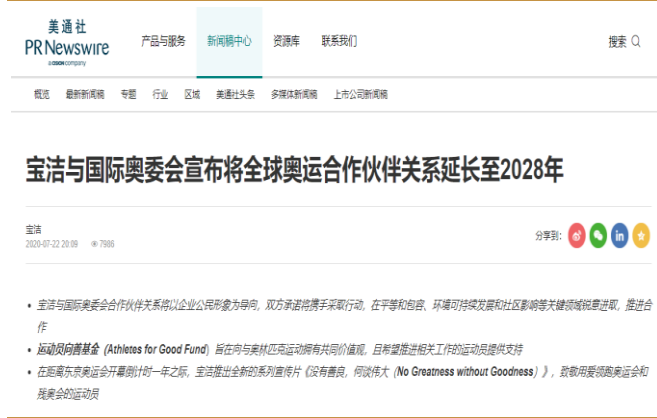 美通社
PR Newswire
a CISION company
产品与服务 新闻稿中心 资源库 联系我们 搜索
概览 最新新闻稿 专题 行业 区域 美通社头条 多媒体新闻稿 上市公司新闻稿
宝洁与国际奥委会宣布将全球奥运合作伙伴关系延长至2028年
宝洁
2020-07-22 20:09 7986
分享到: in
• 宝洁与国际奥委会合作伙伴关系将以企业公民形象为导向，双方承诺将携手采取行动，在平等和包容、环境可持续发展和社区影响等关键领域锐意进取，推进合
作
• 运动员向善基金（Athletes for Good Fund）旨在向与奥林匹克运动拥有共同价值观，且希望推进相关工作的运动员提供支持
• 在距离东京奥运会开幕倒计时一年之际，宝洁推出全新的系列宣传片《没有善良，何谈伟大（No Greatness without Goodness）》，致敬用爱领跑奥运会和
残奥会的运动员